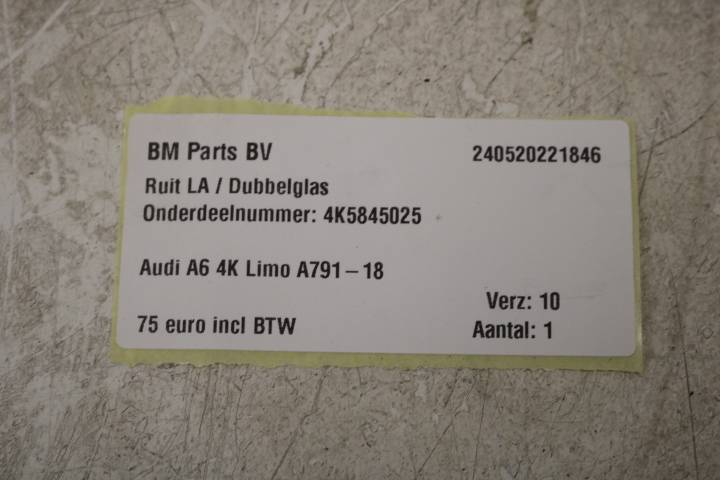 BM Parts BV 240520221846
Ruit LA / Dubbelglas
Onderdeelnummer: 4K5845025
Audi A6 4K Limo A791-18
Verz: 10
75 euro incl BTW Aantal: 1